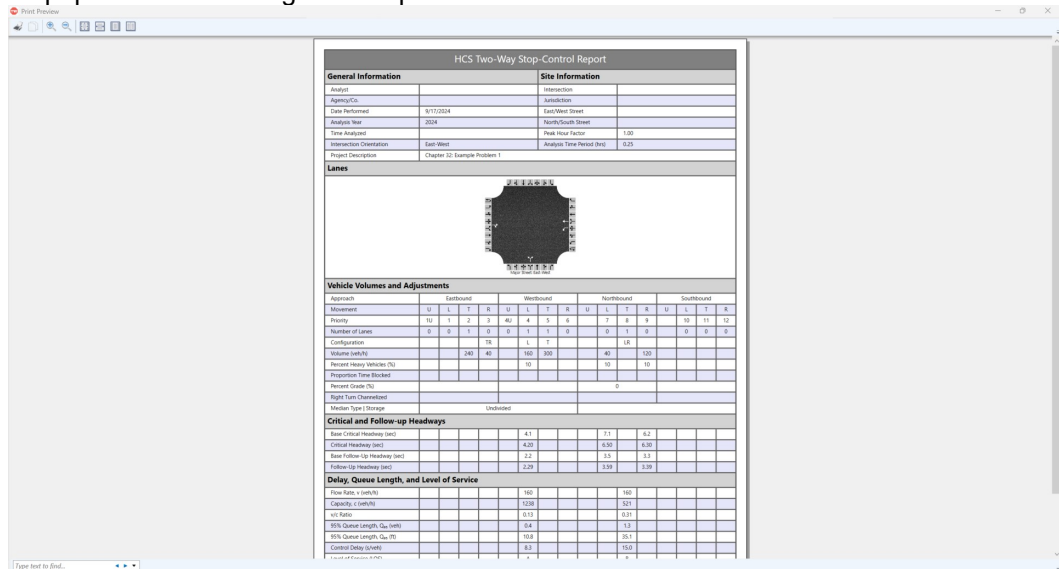 Print Preview
HCS Two-Way Stop-Control Report
General Information Site Information
Analyst Intersection
Agency/Co. Jurisdiction
Date Performed 9/17/2024 East/West Street
Analysis Year 2024 North/South Street
Time Analyzed Peak Hour Factor 1.00
Intersection Orientation East-West Analysis Time Period (hrs) 0.25
Project Description Chapter 32: Example Problem 1
Lanes
Major Street: East-West
Vehicle Volumes and Adjustments
Approach Eastbound Westbound Northbound Southbound
Movement U L T R U L T R U L T R U L T R
Priority 1U 1 2 3 4U 4 5 6 7 8 9 10 11 12
Number of Lanes 0 0 1 0 0 1 1 0 0 1 0 0 0 0
Configuration TR L T LR
Volume (veh/h) 240 40 160 300 40 120
Percent Heavy Vehicles (%) 10 10 10
Proportion Time Blocked
Percent Grade (%) 0
Right Turn Channelized
Median Type | Storage Undivided
Critical and Follow-up Headways
Base Critical Headway (sec) 4.1 7.1 6.2
Critical Headway (sec) 4.20 6.50 6.30
Base Follow-Up Headway (sec) 2.2 3.5 3.3
Follow-Up Headway (sec) 2.29 3.59 3.39
Delay, Queue Length, and Level of Service
Flow Rate, v (veh/h) 160 160
Capacity, c (veh/h) 1238 521
v/c Ratio 0.13 0.31
95% Queue Length, Q₉₅ (veh) 0.4 1.3
95% Queue Length, Q₉₅ (ft) 10.8 35.1
Control Delay (s/veh) 8.3 15.0
Type text to find...